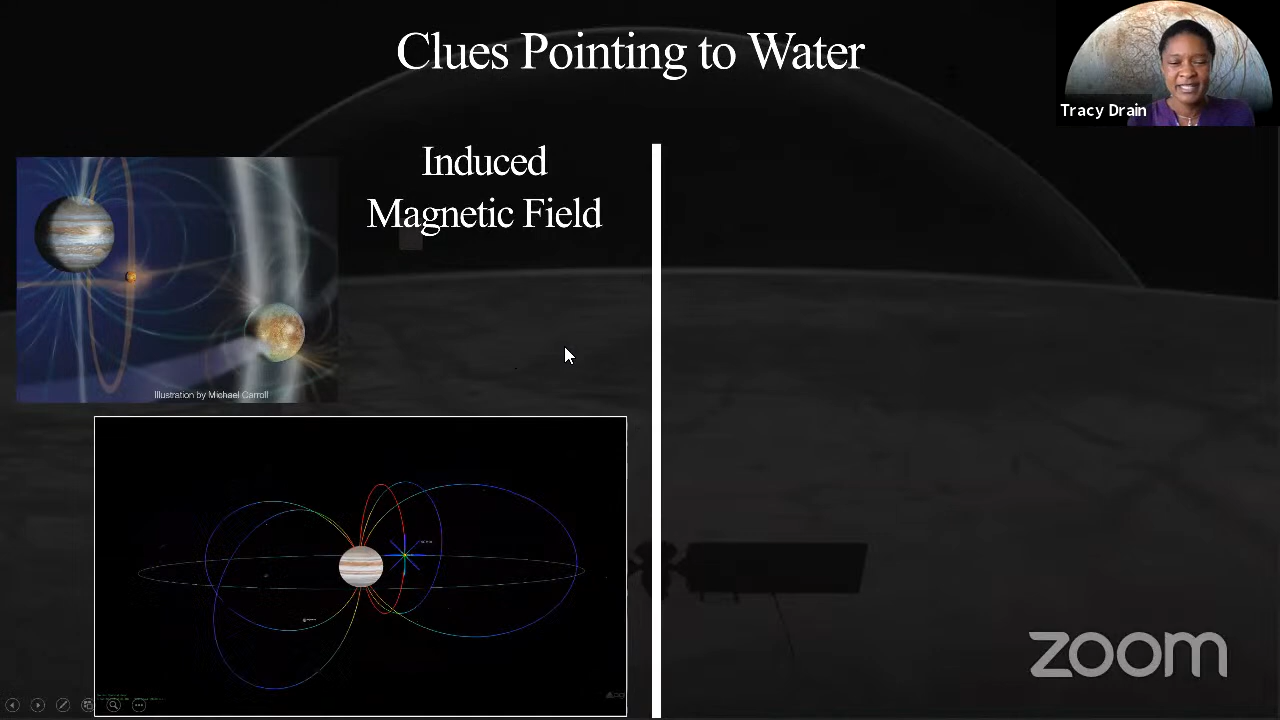 Clues Pointing to Water
Tracy Drain
Induced
Magnetic Field
Illustration by Michael Carroll
zoom